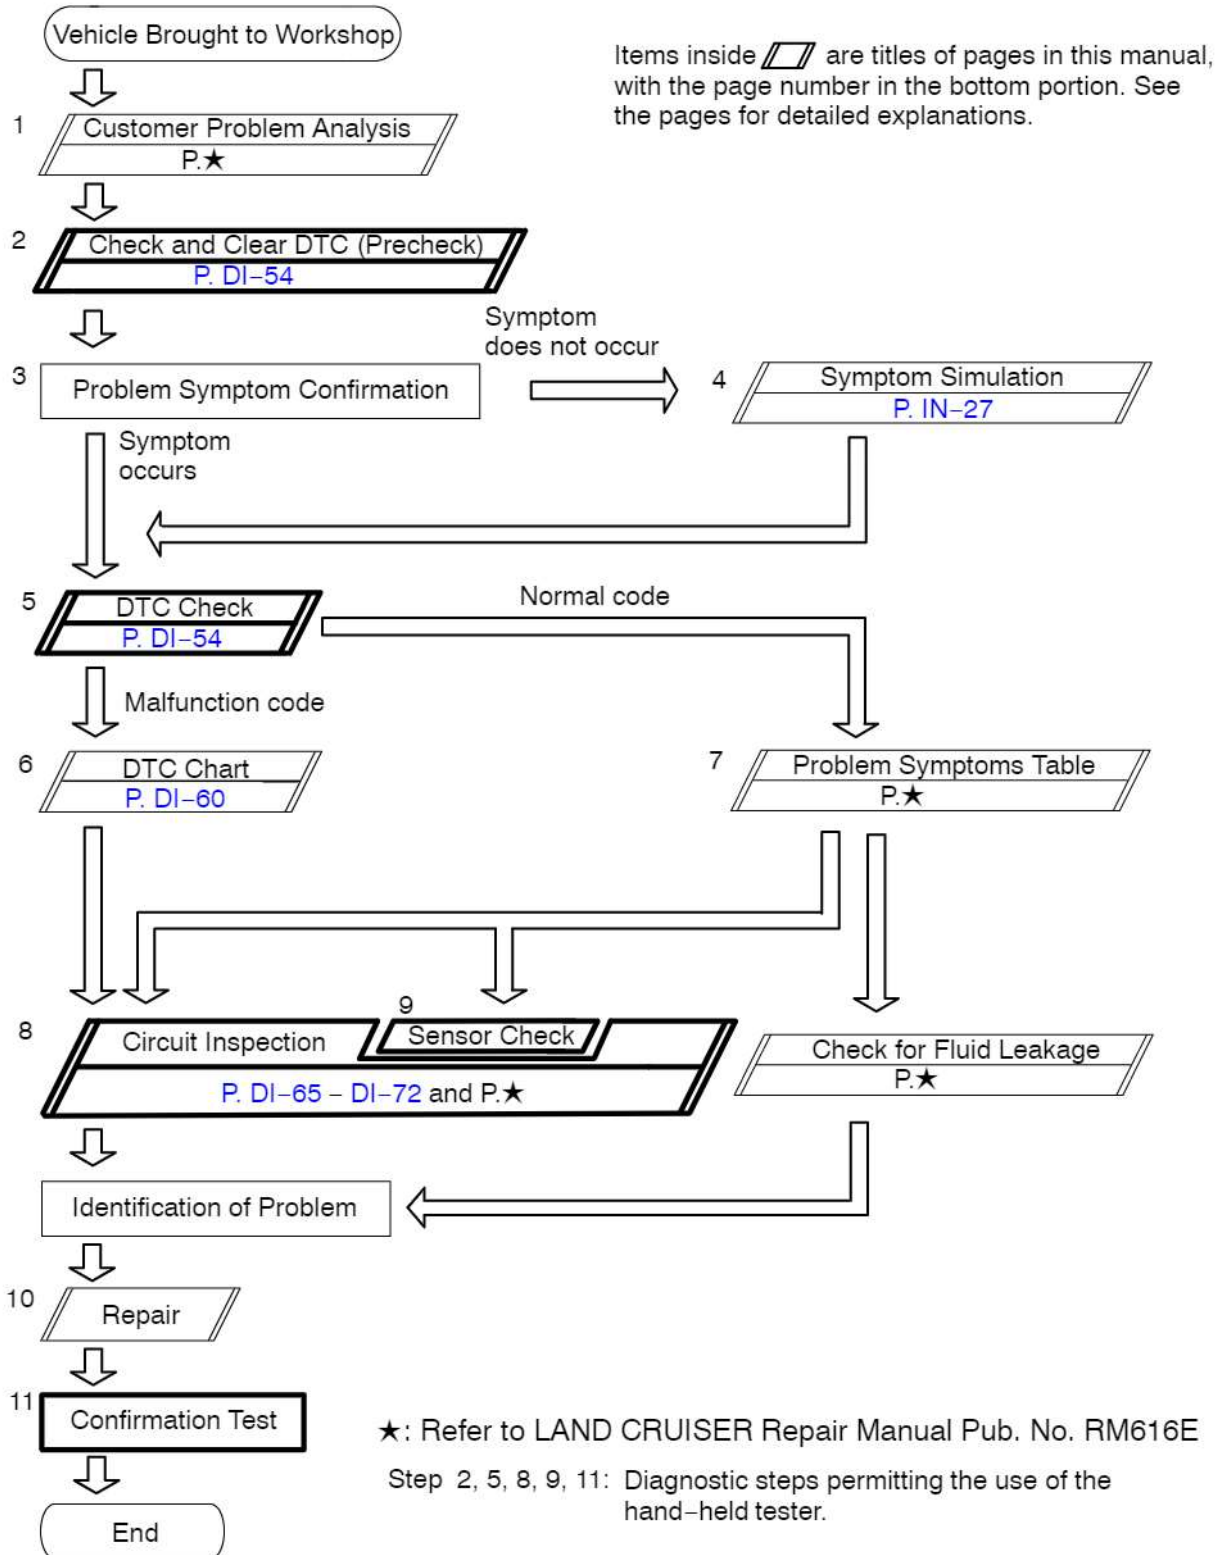 Vehicle Brought to Workshop
Items inside are titles of pages in this manual,
with the page number in the bottom portion. See
the pages for detailed explanations.
1
Customer Problem Analysis
P.★
2
Check and Clear DTC (Precheck)
P. DI–54
Symptom
does not occur
3
Problem Symptom Confirmation
4
Symptom Simulation
P. IN–27
Symptom
occurs
5
DTC Check
P. DI–54
Normal code
Malfunction code
6
DTC Chart
P. DI–60
7
Problem Symptoms Table
P.★
8
Circuit Inspection
9
Sensor Check
P. DI–65 – DI–72 and P.★
Check for Fluid Leakage
P.★
Identification of Problem
10
Repair
11
Confirmation Test
★: Refer to LAND CRUISER Repair Manual Pub. No. RM616E
Step 2, 5, 8, 9, 11: Diagnostic steps permitting the use of the
hand–held tester.
End